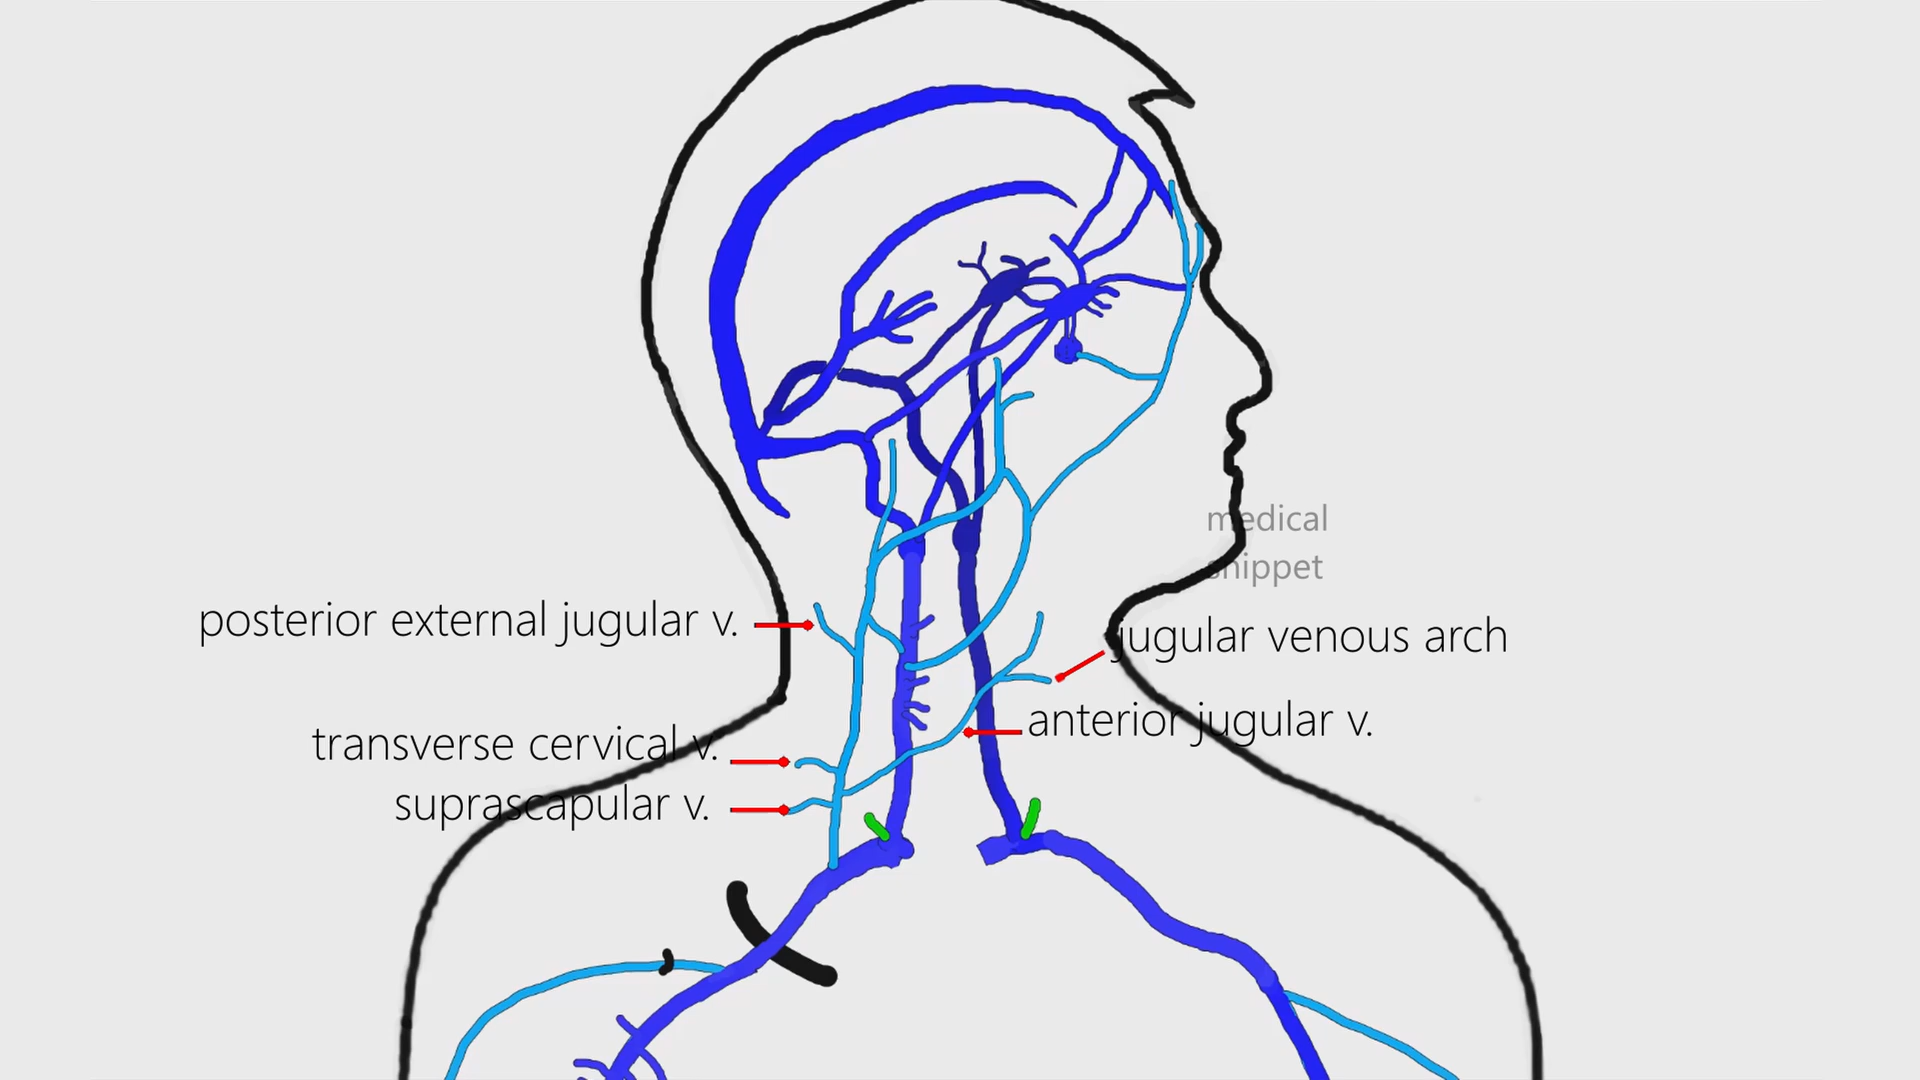 medical
snippet
posterior external jugular v.
jugular venous arch
anterior jugular v.
transverse cervical v.
suprascapular v.